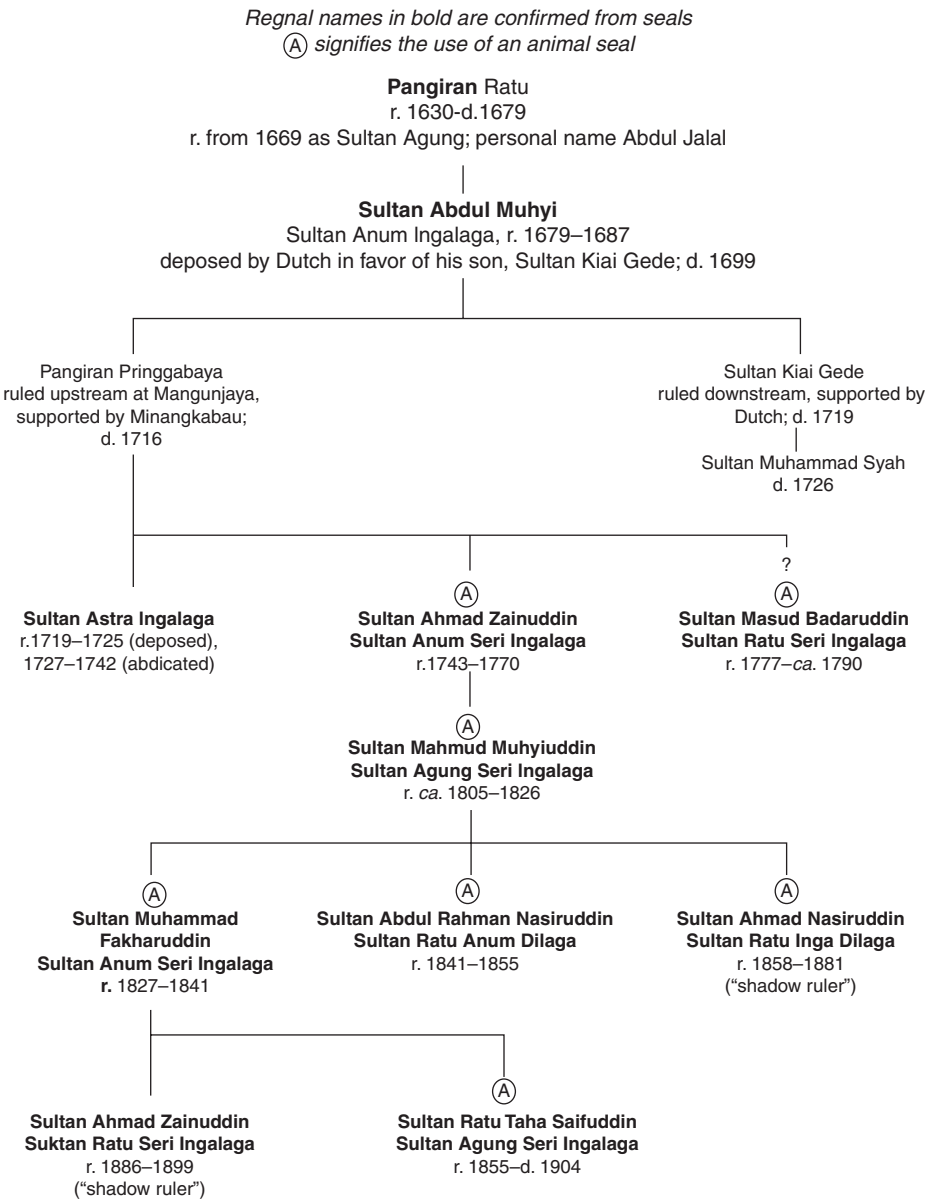 Regnal names in bold are confirmed from seals
Ⓐ signifies the use of an animal seal
Pangiran Ratu
r. 1630-d.1679
r. from 1669 as Sultan Agung; personal name Abdul Jalal
Sultan Abdul Muhyi
Sultan Anum Ingalaga, r. 1679–1687
deposed by Dutch in favor of his son, Sultan Kiai Gede; d. 1699
Pangiran Pringgabaya
ruled upstream at Mangunjaya,
supported by Minangkabau;
d. 1716
Sultan Kiai Gede
ruled downstream, supported by
Dutch; d. 1719
Sultan Muhammad Syah
d. 1726
Sultan Astra Ingalaga
r.1719–1725 (deposed),
1727–1742 (abdicated)
Ⓐ
Sultan Ahmad Zainuddin
Sultan Anum Seri Ingalaga
r.1743–1770
?
Ⓐ
Sultan Masud Badaruddin
Sultan Ratu Seri Ingalaga
r. 1777–ca. 1790
Ⓐ
Sultan Mahmud Muhyiuddin
Sultan Agung Seri Ingalaga
r. ca. 1805–1826
Ⓐ
Sultan Muhammad
Fakharuddin
Sultan Anum Seri Ingalaga
r. 1827–1841
Ⓐ
Sultan Abdul Rahman Nasiruddin
Sultan Ratu Anum Dilaga
r. 1841–1855
Ⓐ
Sultan Ahmad Nasiruddin
Sultan Ratu Inga Dilaga
r. 1858–1881
(“shadow ruler”)
Sultan Ahmad Zainuddin
Suktan Ratu Seri Ingalaga
r. 1886–1899
(“shadow ruler”)
Ⓐ
Sultan Ratu Taha Saifuddin
Sultan Agung Seri Ingalaga
r. 1855–d. 1904